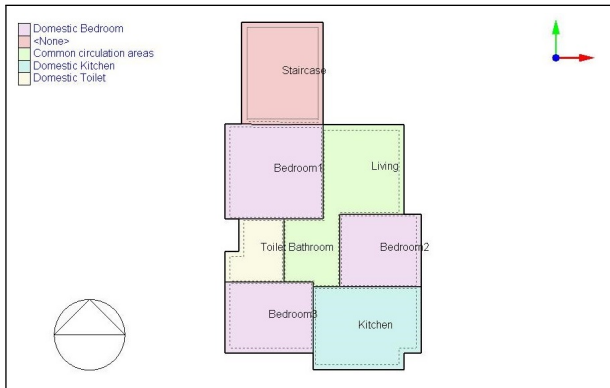 Domestic Bedroom
<None>
Common circulation areas
Domestic Kitchen
Domestic Toilet
Staircase
Bedroom1
Living
Toilet
Bathroom
Bedroom2
Bedroom3
Kitchen